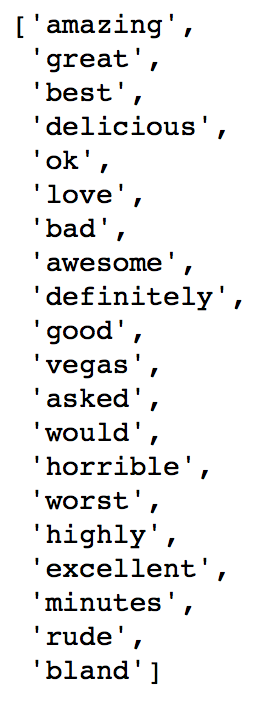 ['amazing',
'great',
'best',
'delicious',
'ok',
'love',
'bad',
'awesome',
'definitely',
'good',
'vegas',
'asked',
'would',
'horrible',
'worst',
'highly',
'excellent',
'minutes',
'rude',
'bland']